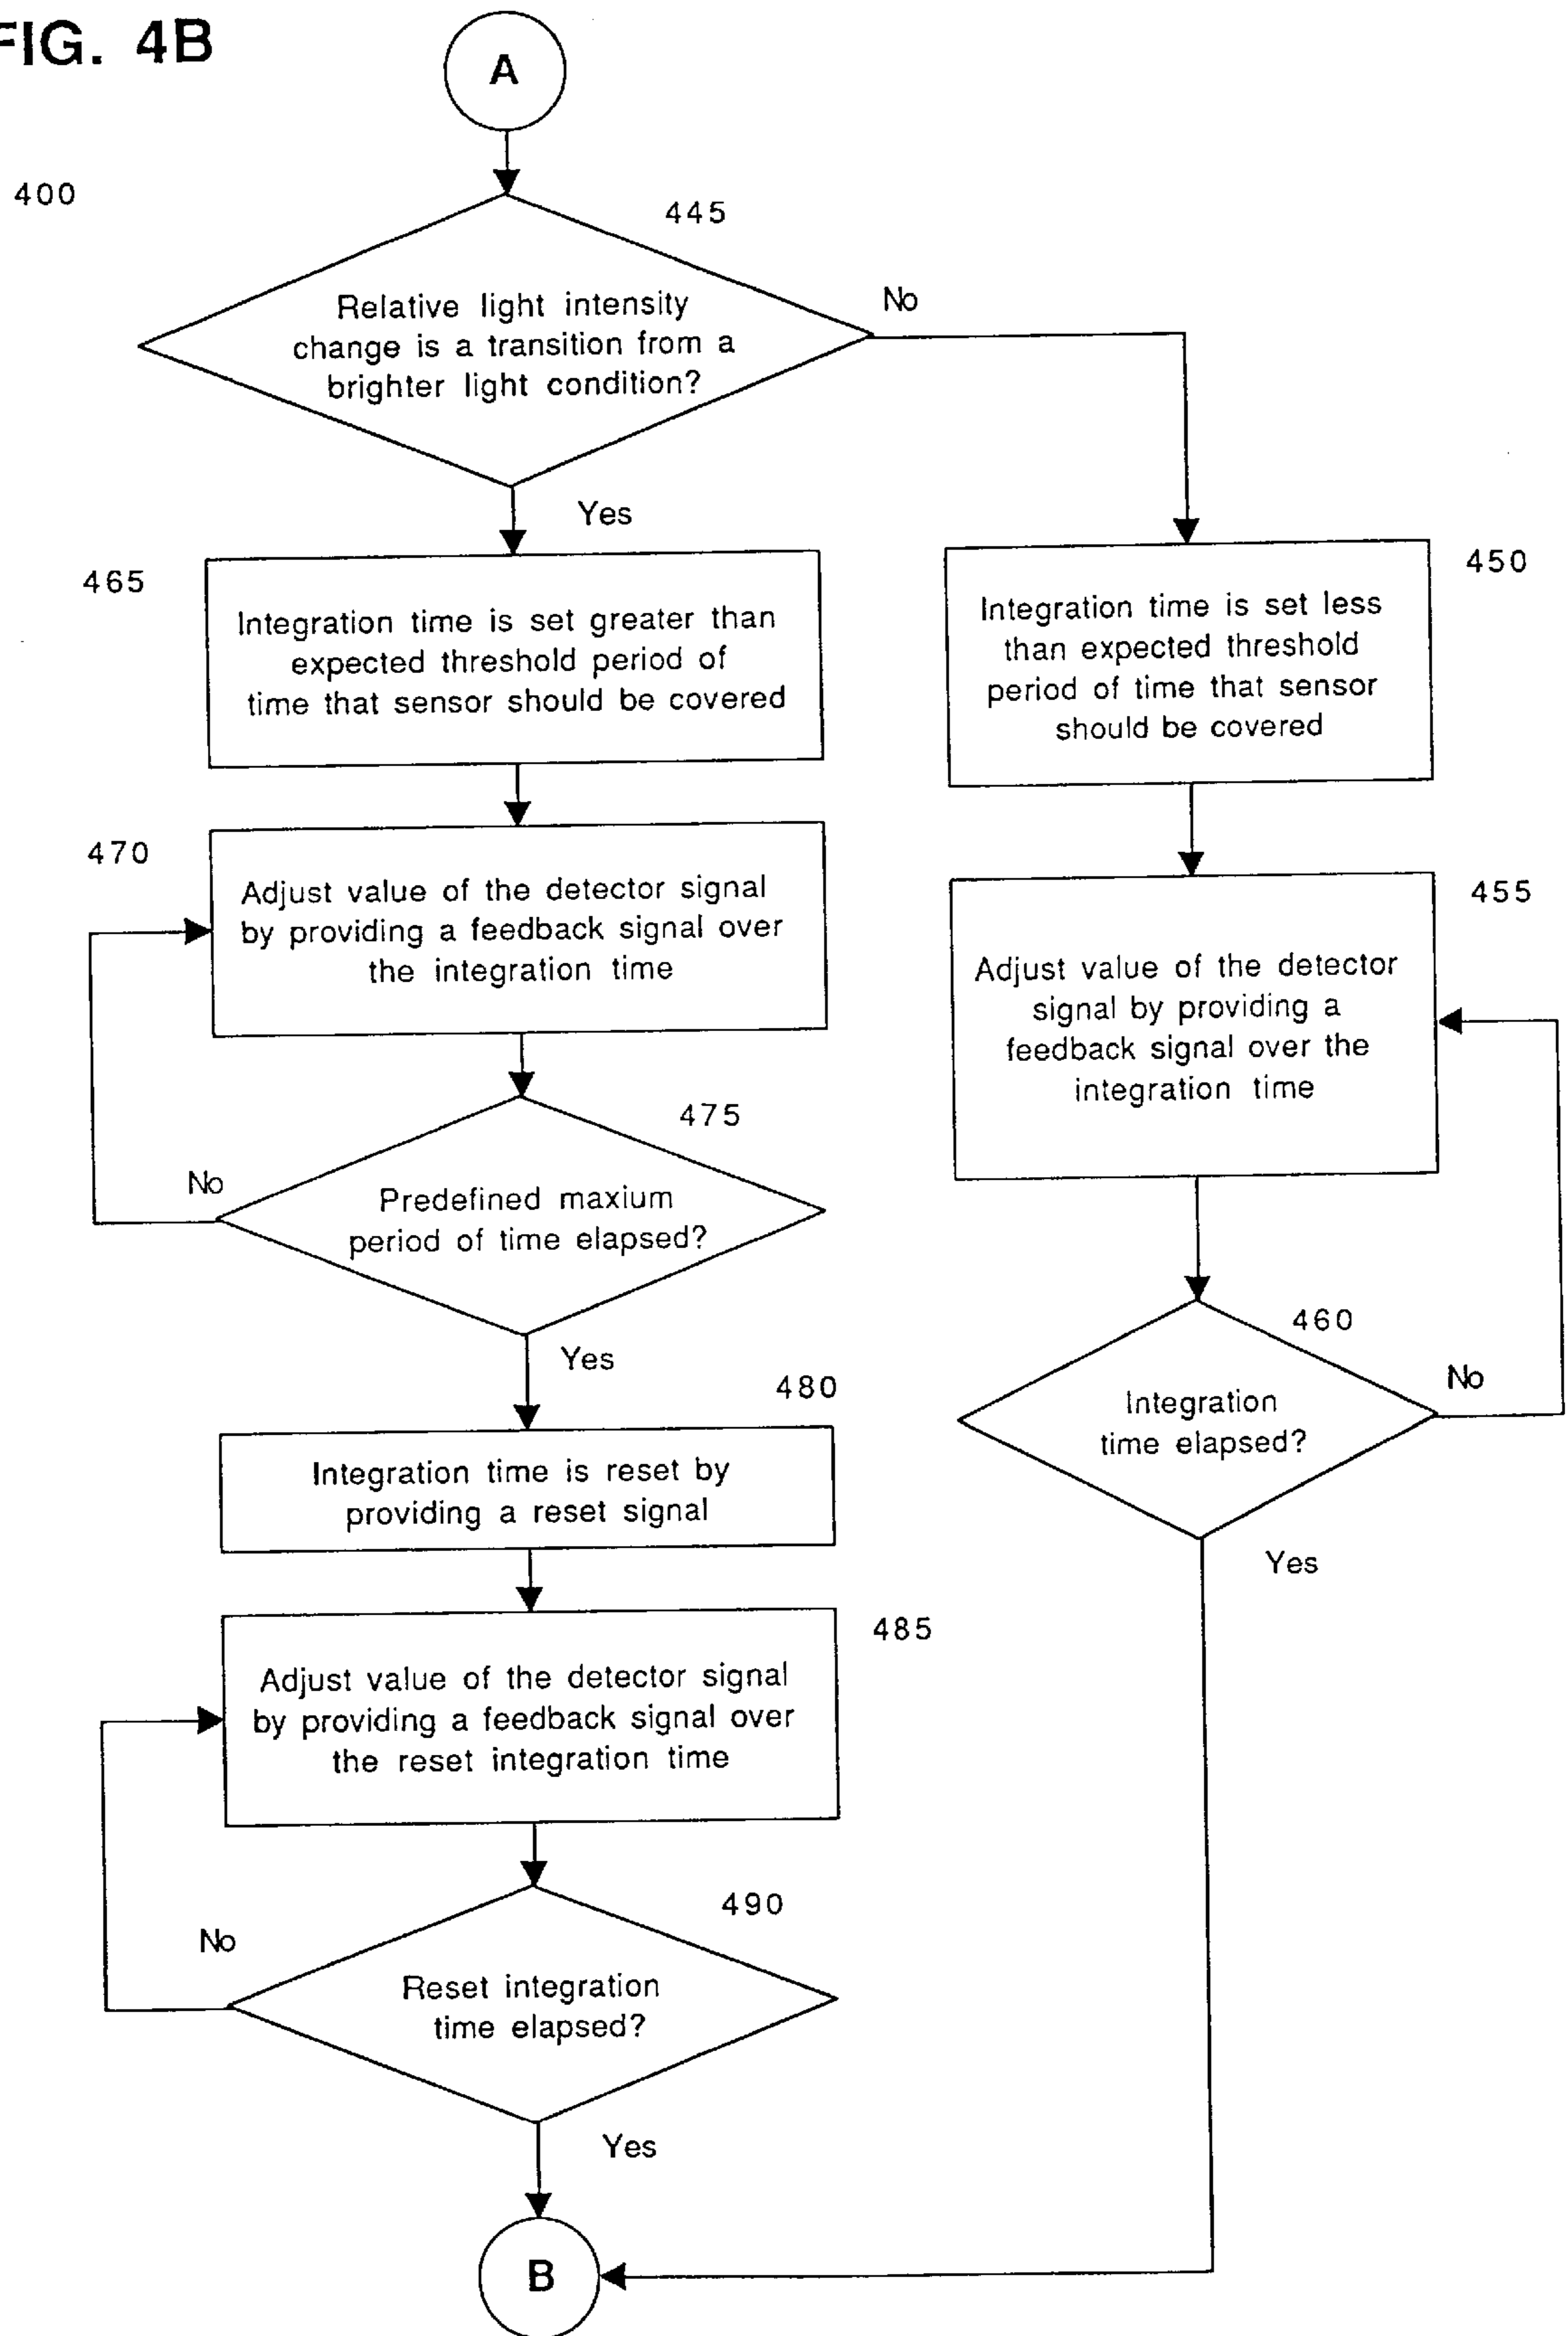 FIG. 4B
A
400
445
Relative light intensity
change is a transition from a
brighter light condition?
No
Yes
465
Integration time is set greater than
expected threshold period of
time that sensor should be covered
450
Integration time is set less
than expected threshold
period of time that sensor
should be covered
470
Adjust value of the detector signal
by providing a feedback signal over
the integration time
455
Adjust value of the detector
signal by providing a
feedback signal over the
integration time
475
No
Predefined maxium
period of time elapsed?
Yes
460
Integration
time elapsed?
No
Yes
480
Integration time is reset by
providing a reset signal
485
Adjust value of the detector signal
by providing a feedback signal over
the reset integration time
490
No
Reset integration
time elapsed?
Yes
B